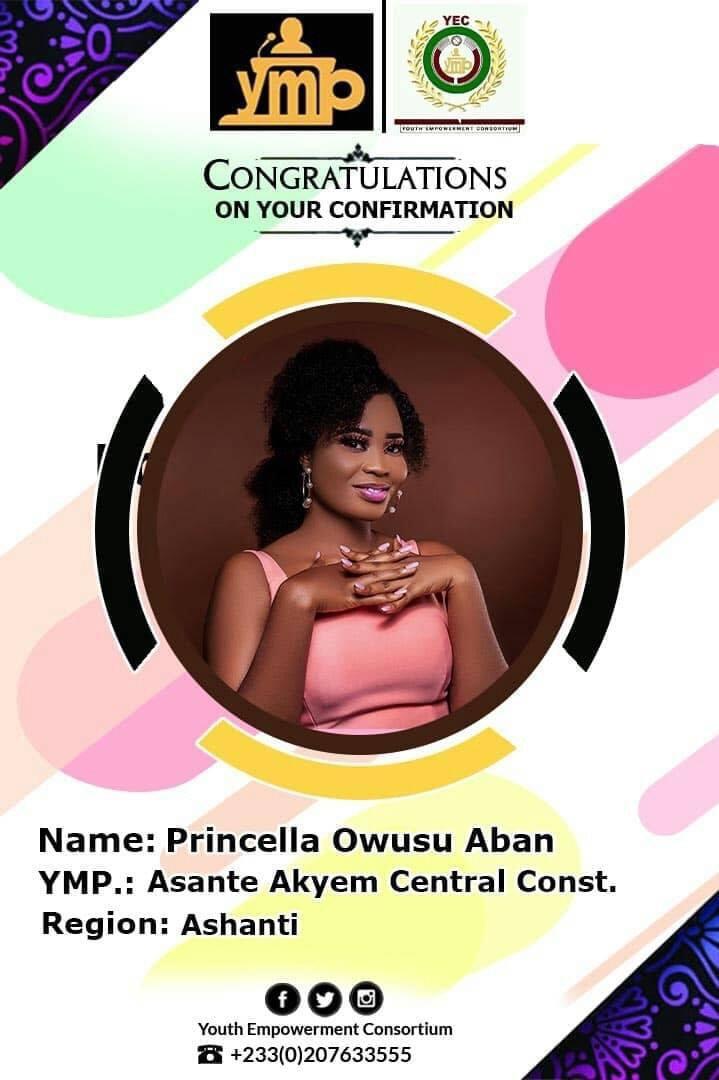 ymp
YEC
ymp
YOUTH EMPOWERMENT CONSORTIUM
CONGRATULATIONS
ON YOUR CONFIRMATION
Name: Princella Owusu Aban
YMP.: Asante Akyem Central Const.
Region: Ashanti
Youth Empowerment Consortium
+233(0)207633555